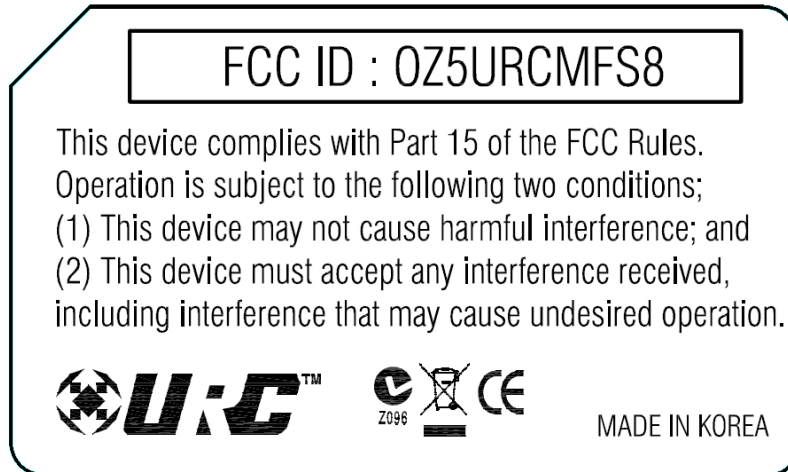 FCC ID : OZ5URCMFS8
This device complies with Part 15 of the FCC Rules.
Operation is subject to the following two conditions;
(1) This device may not cause harmful interference; and
(2) This device must accept any interference received,
including interference that may cause undesired operation.
URC™
Z096
CE
MADE IN KOREA